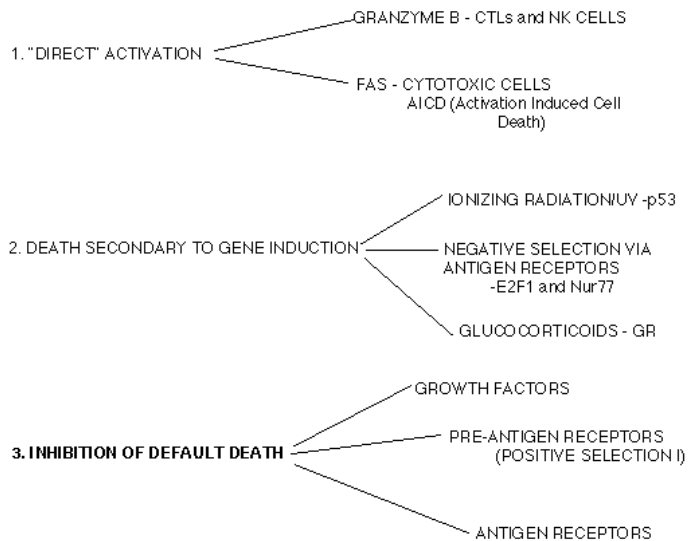 GRANZYME B - CTLs and NK CELLS
1. "DIRECT" ACTIVATION
FAS - CYTOTOXIC CELLS
AICD (Activation Induced Cell
Death)
IONIZING RADIATION/UV -p53
2. DEATH SECONDARY TO GENE INDUCTION
NEGATIVE SELECTION VIA
ANTIGEN RECEPTORS
-E2F1 and Nur77
GLUCOCORTICOIDS - GR
GROWTH FACTORS
3. INHIBITION OF DEFAULT DEATH
PRE-ANTIGEN RECEPTORS
(POSITIVE SELECTION I)
ANTIGEN RECEPTORS